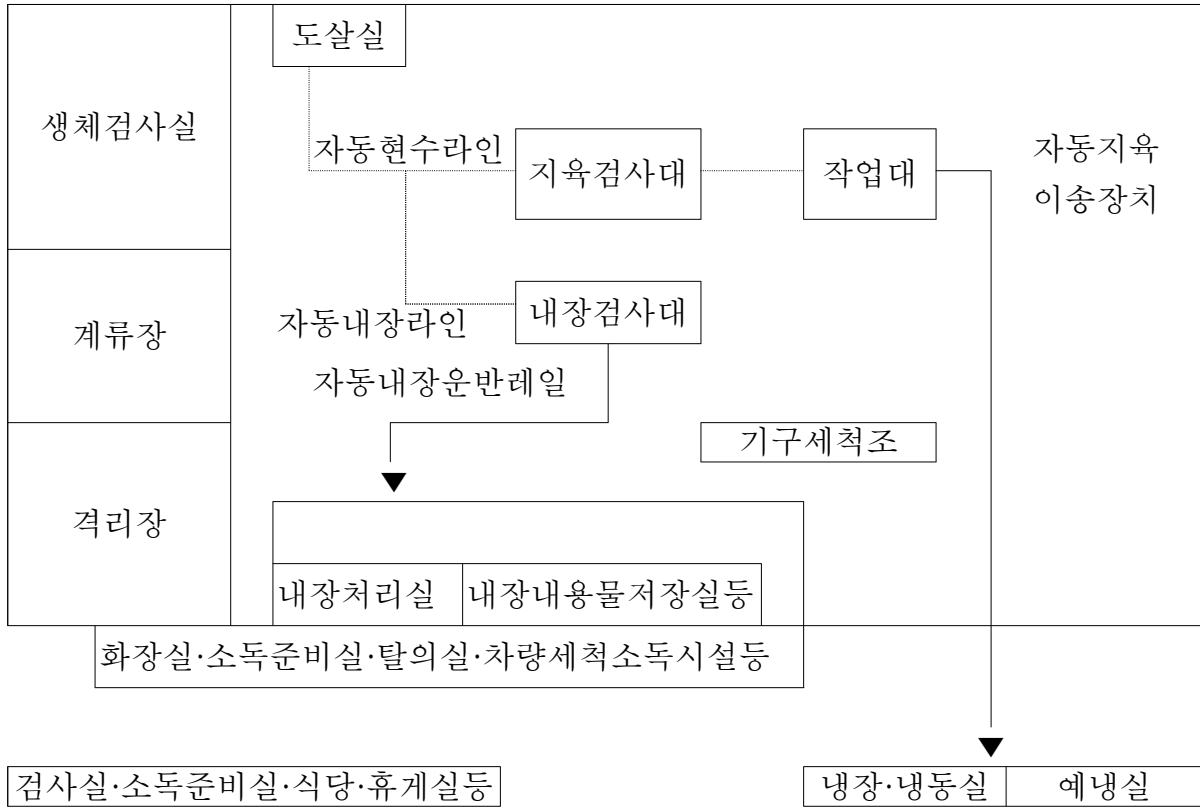 도살실
생체검사실
자동현수라인
지육검사대
작업대
자동지육
이송장치
계류장
자동내장라인
내장검사대
자동내장운반레일
기구세척조
격리장
내장처리실
내장내용물저장실등
화장실·소독준비실·탈의실·차량세척소독시설등
검사실·소독준비실·식당·휴게실등
냉장·냉동실
예냉실